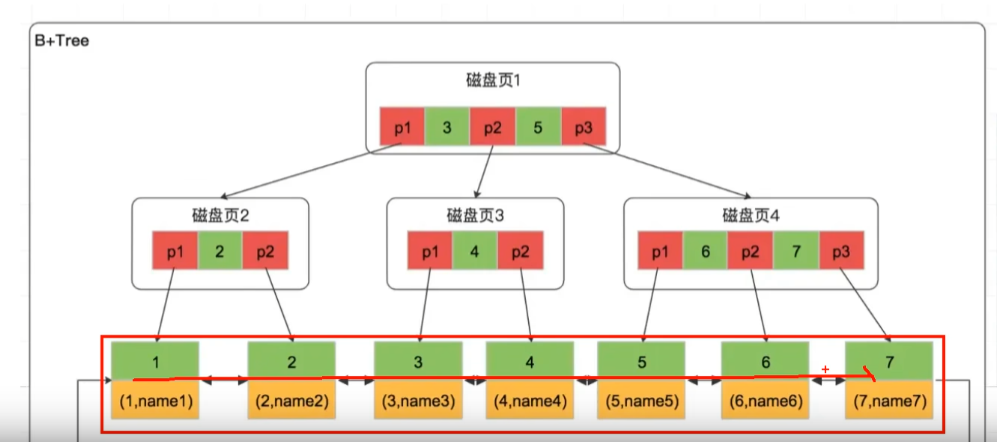 B+Tree
磁盘页1
p1 3 p2 5 p3
磁盘页2 磁盘页3 磁盘页4
p1 2 p2 p1 4 p2 p1 6 p2 7 p3
1 2 3 4 5 6 7
(1,name1) (2,name2) (3,name3) (4,name4) (5,name5) (6,name6) (7,name7)